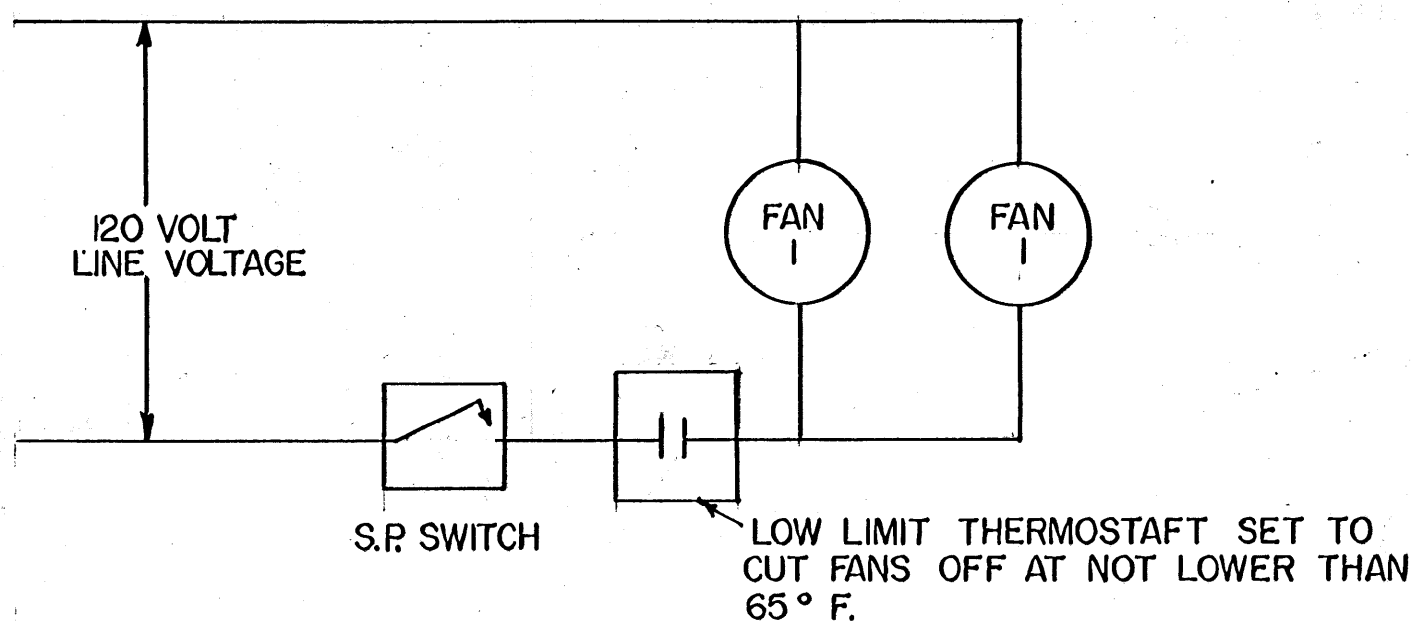 120 VOLT
LINE VOLTAGE
FAN
1
FAN
1
S.P. SWITCH
LOW LIMIT THERMOSTAFT SET TO
CUT FANS OFF AT NOT LOWER THAN
65° F.